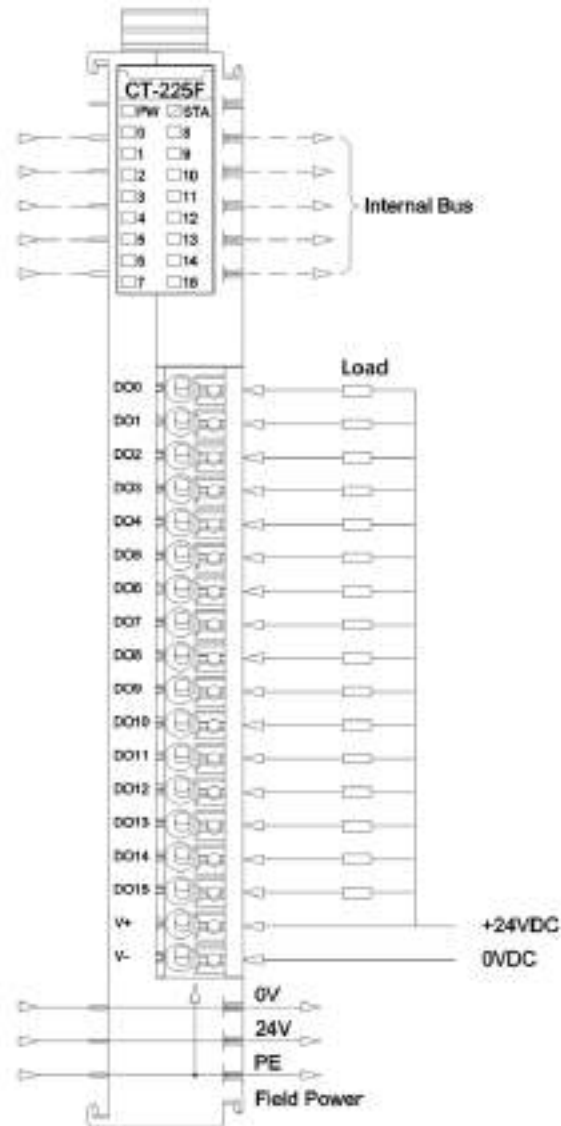 CT-225F
PW STA
0 8
1 9
2 10
3 11
4 12
5 13
6 14
7 15
Internal Bus
Load
DO0
DO1
DO2
DO3
DO4
DO5
DO6
DO7
DO8
DO9
DO10
DO11
DO12
DO13
DO14
DO15
V+
+24VDC
V-
0VDC
0V
24V
PE
Field Power